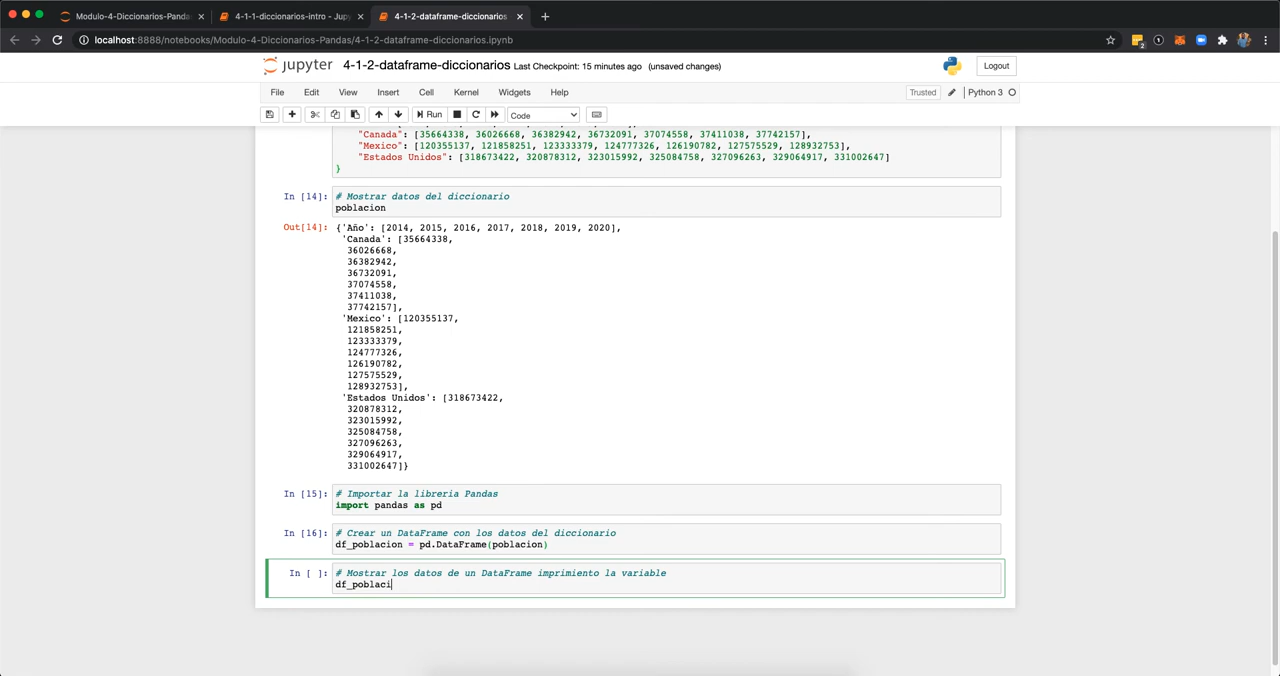 Modulo-4-Diccionarios-Panda
4-1-1-diccionarios-intro - Jup
4-1-2-dataframe-diccionarios
localhost:8888/notebooks/Modulo-4-Diccionarios-Pandas/4-1-2-dataframe-diccionarios.ipynb
jupyter 4-1-2-dataframe-diccionarios Last Checkpoint: 15 minutes ago (unsaved changes)
Logout
File Edit View Insert Cell Kernel Widgets Help
Trusted Python 3
Run Code
"Canada": [35664338, 36026668, 36382942, 36732091, 37074558, 37411038, 37742157],
"Mexico": [120355137, 121858251, 123333379, 124777326, 126190782, 127575529, 128932753],
"Estados Unidos": [318673422, 320878312, 323015992, 325084758, 327096263, 329064917, 331002647]
}
In [14]: # Mostrar datos del diccionario
poblacion
Out[14]: {'Año': [2014, 2015, 2016, 2017, 2018, 2019, 2020],
'Canada': [35664338,
36026668,
36382942,
36732091,
37074558,
37411038,
37742157],
'Mexico': [120355137,
121858251,
123333379,
124777326,
126190782,
127575529,
128932753],
'Estados Unidos': [318673422,
320878312,
323015992,
325084758,
327096263,
329064917,
331002647]}
In [15]: # Importar la libreria Pandas
import pandas as pd
In [16]: # Crear un DataFrame con los datos del diccionario
df_poblacion = pd.DataFrame(poblacion)
In [ ]: # Mostrar los datos de un DataFrame imprimiento la variable
df_poblaci